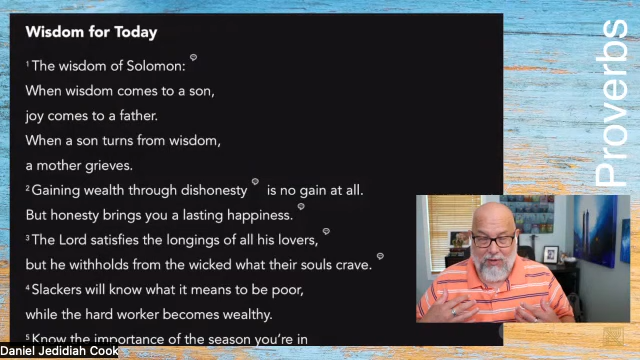 Wisdom for Today
1 The wisdom of Solomon:
When wisdom comes to a son,
joy comes to a father.
When a son turns from wisdom,
a mother grieves.
2 Gaining wealth through dishonesty is no gain at all.
But honesty brings you a lasting happiness.
3 The Lord satisfies the longings of all his lovers,
but he withholds from the wicked what their souls crave.
4 Slackers will know what it means to be poor,
while the hard worker becomes wealthy.
5 Know the importance of the season you're in
Proverbs
Daniel Jedidiah Cook